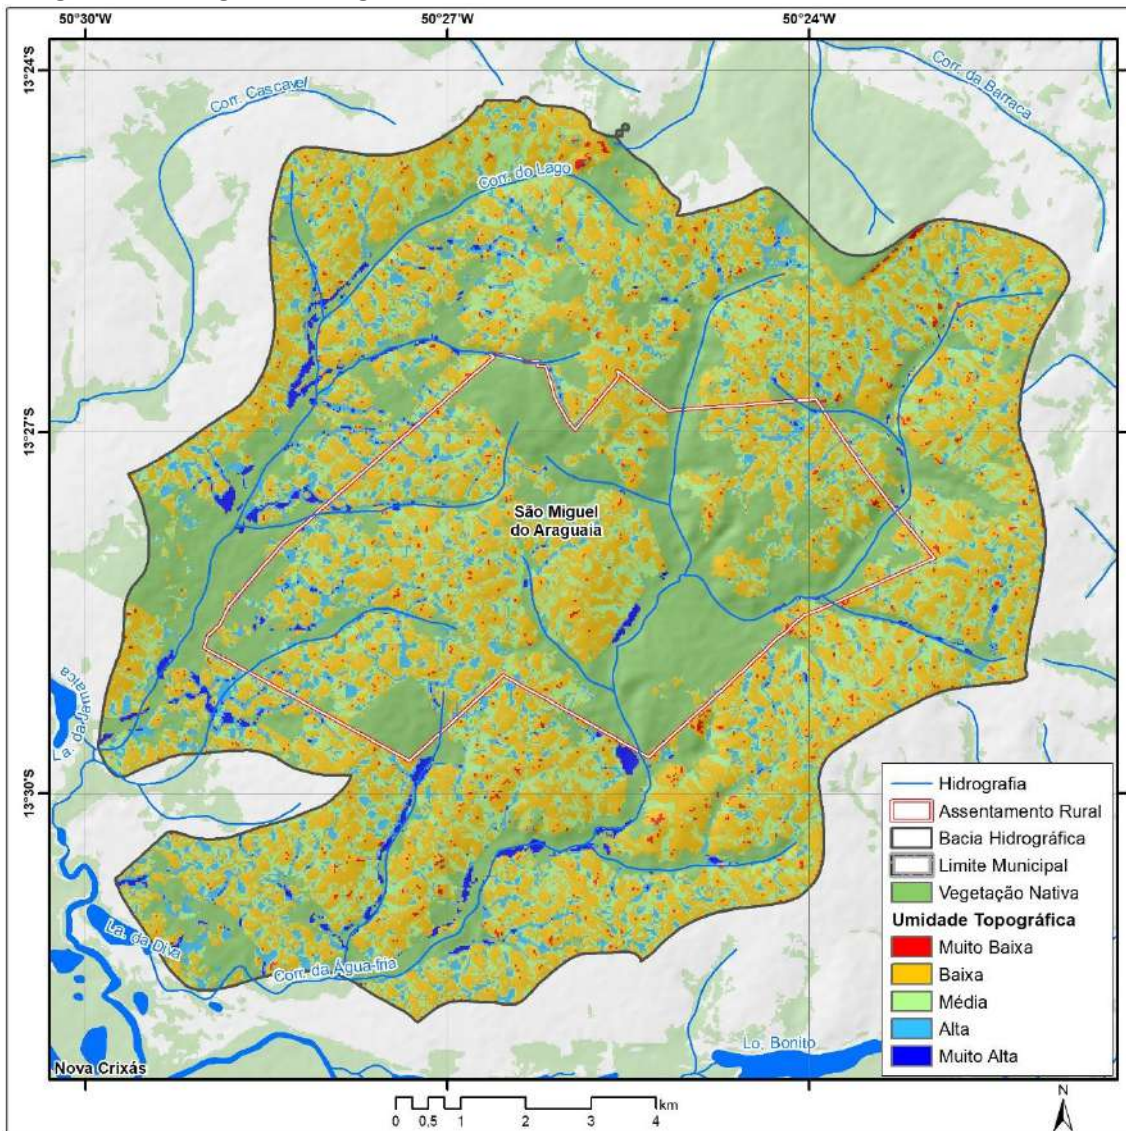 50°30'W
50°27'W
50°24'W
13°24'S
13°27'S
13°30'S
Corr. Cascavel
Corr. da Barraca
Corr. do Lago
São Miguel
do Araguaia
La. da Jamaica
La. da Diva
Corr. da Água-fria
Lo. Bonito
Nova Crixás
Hidrografia
Assentamento Rural
Bacia Hidrográfica
Limite Municipal
Vegetação Nativa
Umidade Topográfica
Muito Baixa
Baixa
Média
Alta
Muito Alta
km
0 0,5 1 2 3 4
N